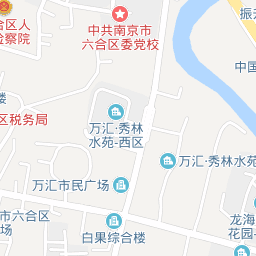 中共南京市
六合区委党校
振
合区人
检察院
中国
楼
区税务局
万汇·秀林
水苑-西区
万汇·秀林水苑
万汇市民广场
市六合区
场
白果综合楼
龙海
花园-